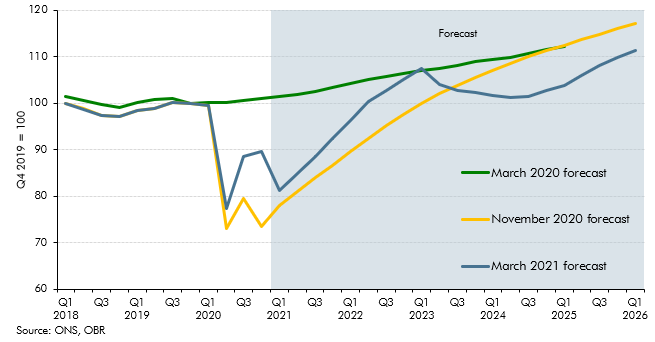 120
110
100
90
80
70
60
Q4 2019 = 100
Forecast
March 2020 forecast
November 2020 forecast
March 2021 forecast
Q1 Q3 Q1 Q3 Q1 Q3 Q1 Q3 Q1 Q3 Q1 Q3 Q1 Q3 Q1 Q3 Q1
2018 2019 2020 2021 2022 2023 2024 2025 2026
Source: ONS, OBR